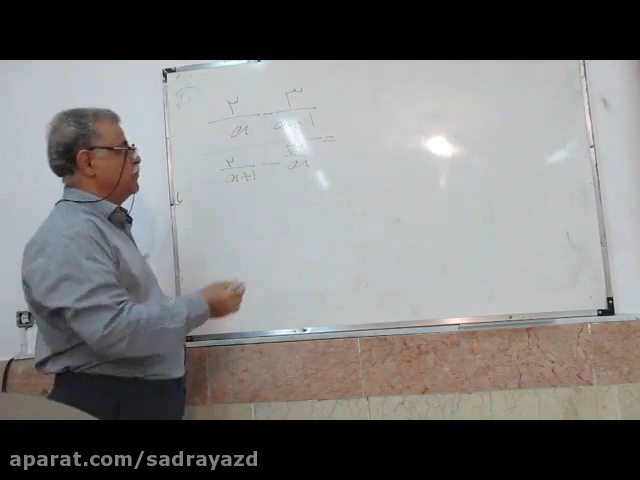 ۲/x - ۳/x+۱
=
۲/x+۱ - ۳/x
aparat.com/sadrayazd